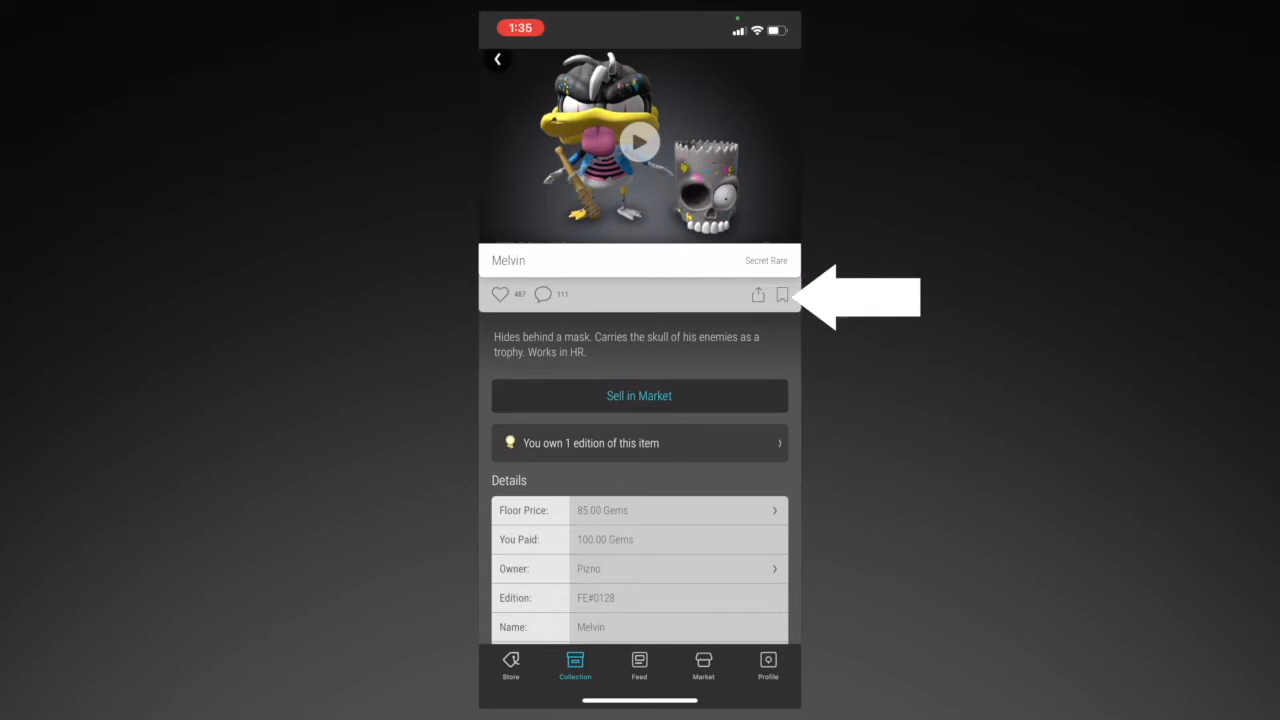 1:35
Melvin
Secret Rare
487
111
Hides behind a mask. Carries the skull of his enemies as a
trophy. Works in HR.
Sell in Market
You own 1 edition of this item
Details
Floor Price: 85.00 Gems
You Paid: 100.00 Gems
Owner: Pizno
Edition: FE#0128
Name: Melvin
Store
Collection
Feed
Market
Profile